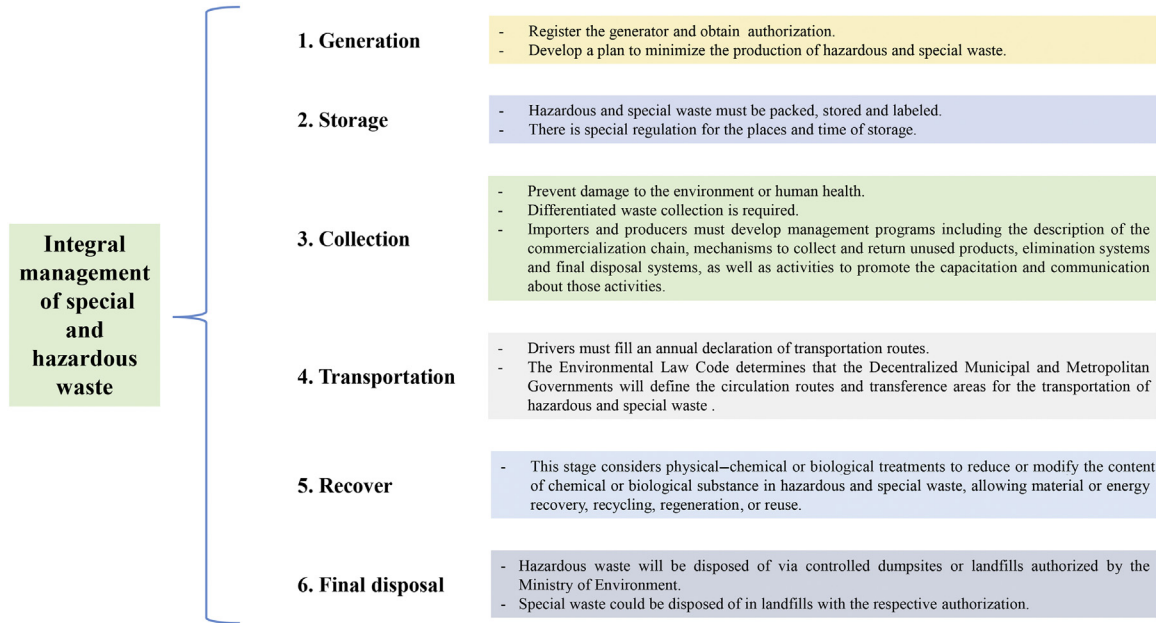 Integral
management
of special
and
hazardous
waste
1. Generation
- Register the generator and obtain authorization.
- Develop a plan to minimize the production of hazardous and special waste.
2. Storage
- Hazardous and special waste must be packed, stored and labeled.
- There is special regulation for the places and time of storage.
3. Collection
- Prevent damage to the environment or human health.
- Differentiated waste collection is required.
- Importers and producers must develop management programs including the description of the
commercialization chain, mechanisms to collect and return unused products, elimination systems
and final disposal systems, as well as activities to promote the capacitation and communication
about those activities.
4. Transportation
- Drivers must fill an annual declaration of transportation routes.
- The Environmental Law Code determines that the Decentralized Municipal and Metropolitan
Governments will define the circulation routes and transference areas for the transportation of
hazardous and special waste .
5. Recover
- This stage considers physical–chemical or biological treatments to reduce or modify the content
of chemical or biological substance in hazardous and special waste, allowing material or energy
recovery, recycling, regeneration, or reuse.
6. Final disposal
- Hazardous waste will be disposed of via controlled dumpsites or landfills authorized by the
Ministry of Environment.
- Special waste could be disposed of in landfills with the respective authorization.